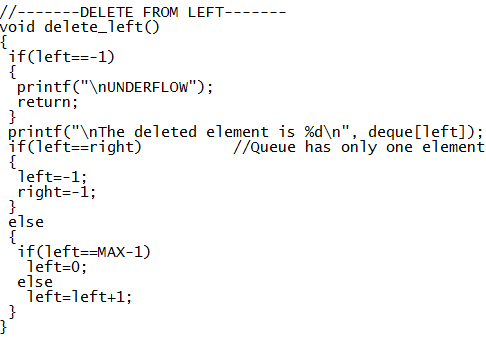 //-------DELETE FROM LEFT-------
void delete_left()
{
 if(left==-1)
 {
  printf("\nUNDERFLOW");
  return;
 }
 printf("\nThe deleted element is %d\n", deque[left]);
 if(left==right)          //Queue has only one element
 {
  left=-1;
  right=-1;
 }
 else
 {
  if(left==MAX-1)
   left=0;
  else
   left=left+1;
 }
}